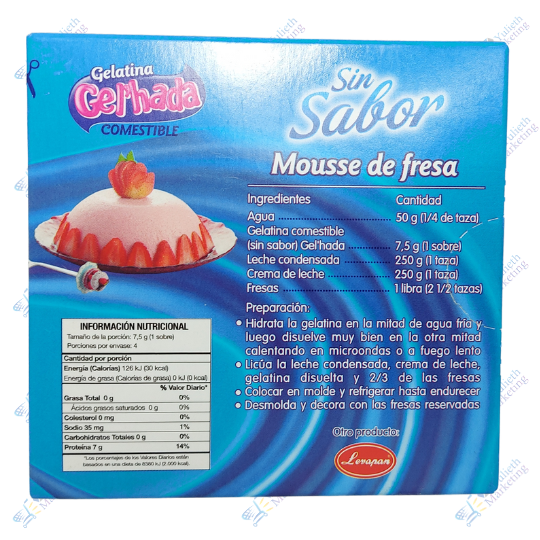 Gelatina
Gel'hada
COMESTIBLE
Sin
Sabor
Mousse de fresa
Ingredientes Cantidad
Agua ........ 50 g (1/4 de taza)
Gelatina comestible
(sin sabor) Gel'hada ........ 7,5 g (1 sobre)
Leche condensada ........ 250 g (1 taza)
Crema de leche ........ 250 g (1 taza)
Fresas ........ 1 libra (2 1/2 tazas)
Preparación:
• Hidrata la gelatina en la mitad de agua fría y
luego disuelve muy bien en la otra mitad
calentando en microondas o a fuego lento
• Licúa la leche condensada, crema de leche,
gelatina disuelta y 2/3 de las fresas
• Colocar en molde y refrigerar hasta endurecer
• Desmolda y decora con las fresas reservadas
Otro producto:
Levapan
INFORMACIÓN NUTRICIONAL
Tamaño de la porción: 7,5 g (1 sobre)
Porciones por envase: 4
Cantidad por porción
Energía (Calorías) 126 kJ (30 kcal)
Energía de grasa (Calorías de grasa) 0 kJ (0 kcal)
% Valor Diario*
Grasa Total 0 g 0%
Ácidos grasos saturados 0 g 0%
Colesterol 0 mg 0%
Sodio 35 mg 1%
Carbohidratos Totales 0 g 0%
Proteína 7 g 14%
*Los porcentajes de los Valores Diarios están
basados en una dieta de 8380 kJ (2.000 kcal).
Yulieth
Marketing